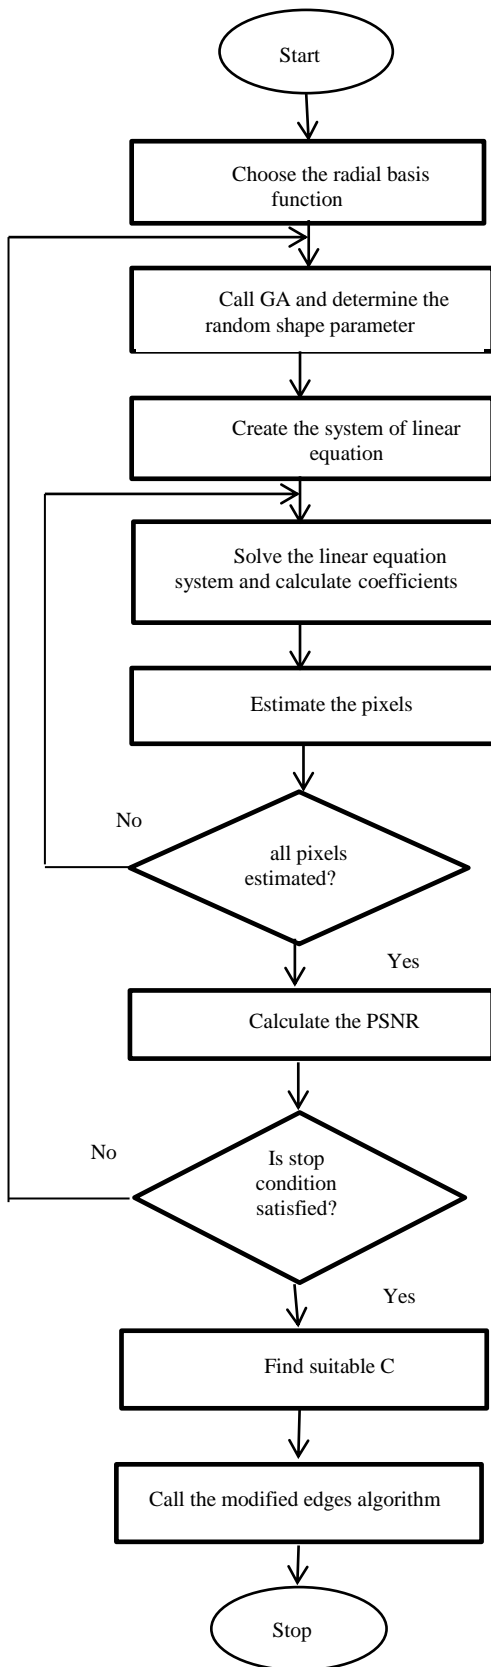 Start
Choose the radial basis
function
Call GA and determine the
random shape parameter
Create the system of linear
equation
Solve the linear equation
system and calculate coefficients
Estimate the pixels
No
all pixels
estimated?
Yes
Calculate the PSNR
No
Is stop
condition
satisfied?
Yes
Find suitable C
Call the modified edges algorithm
Stop